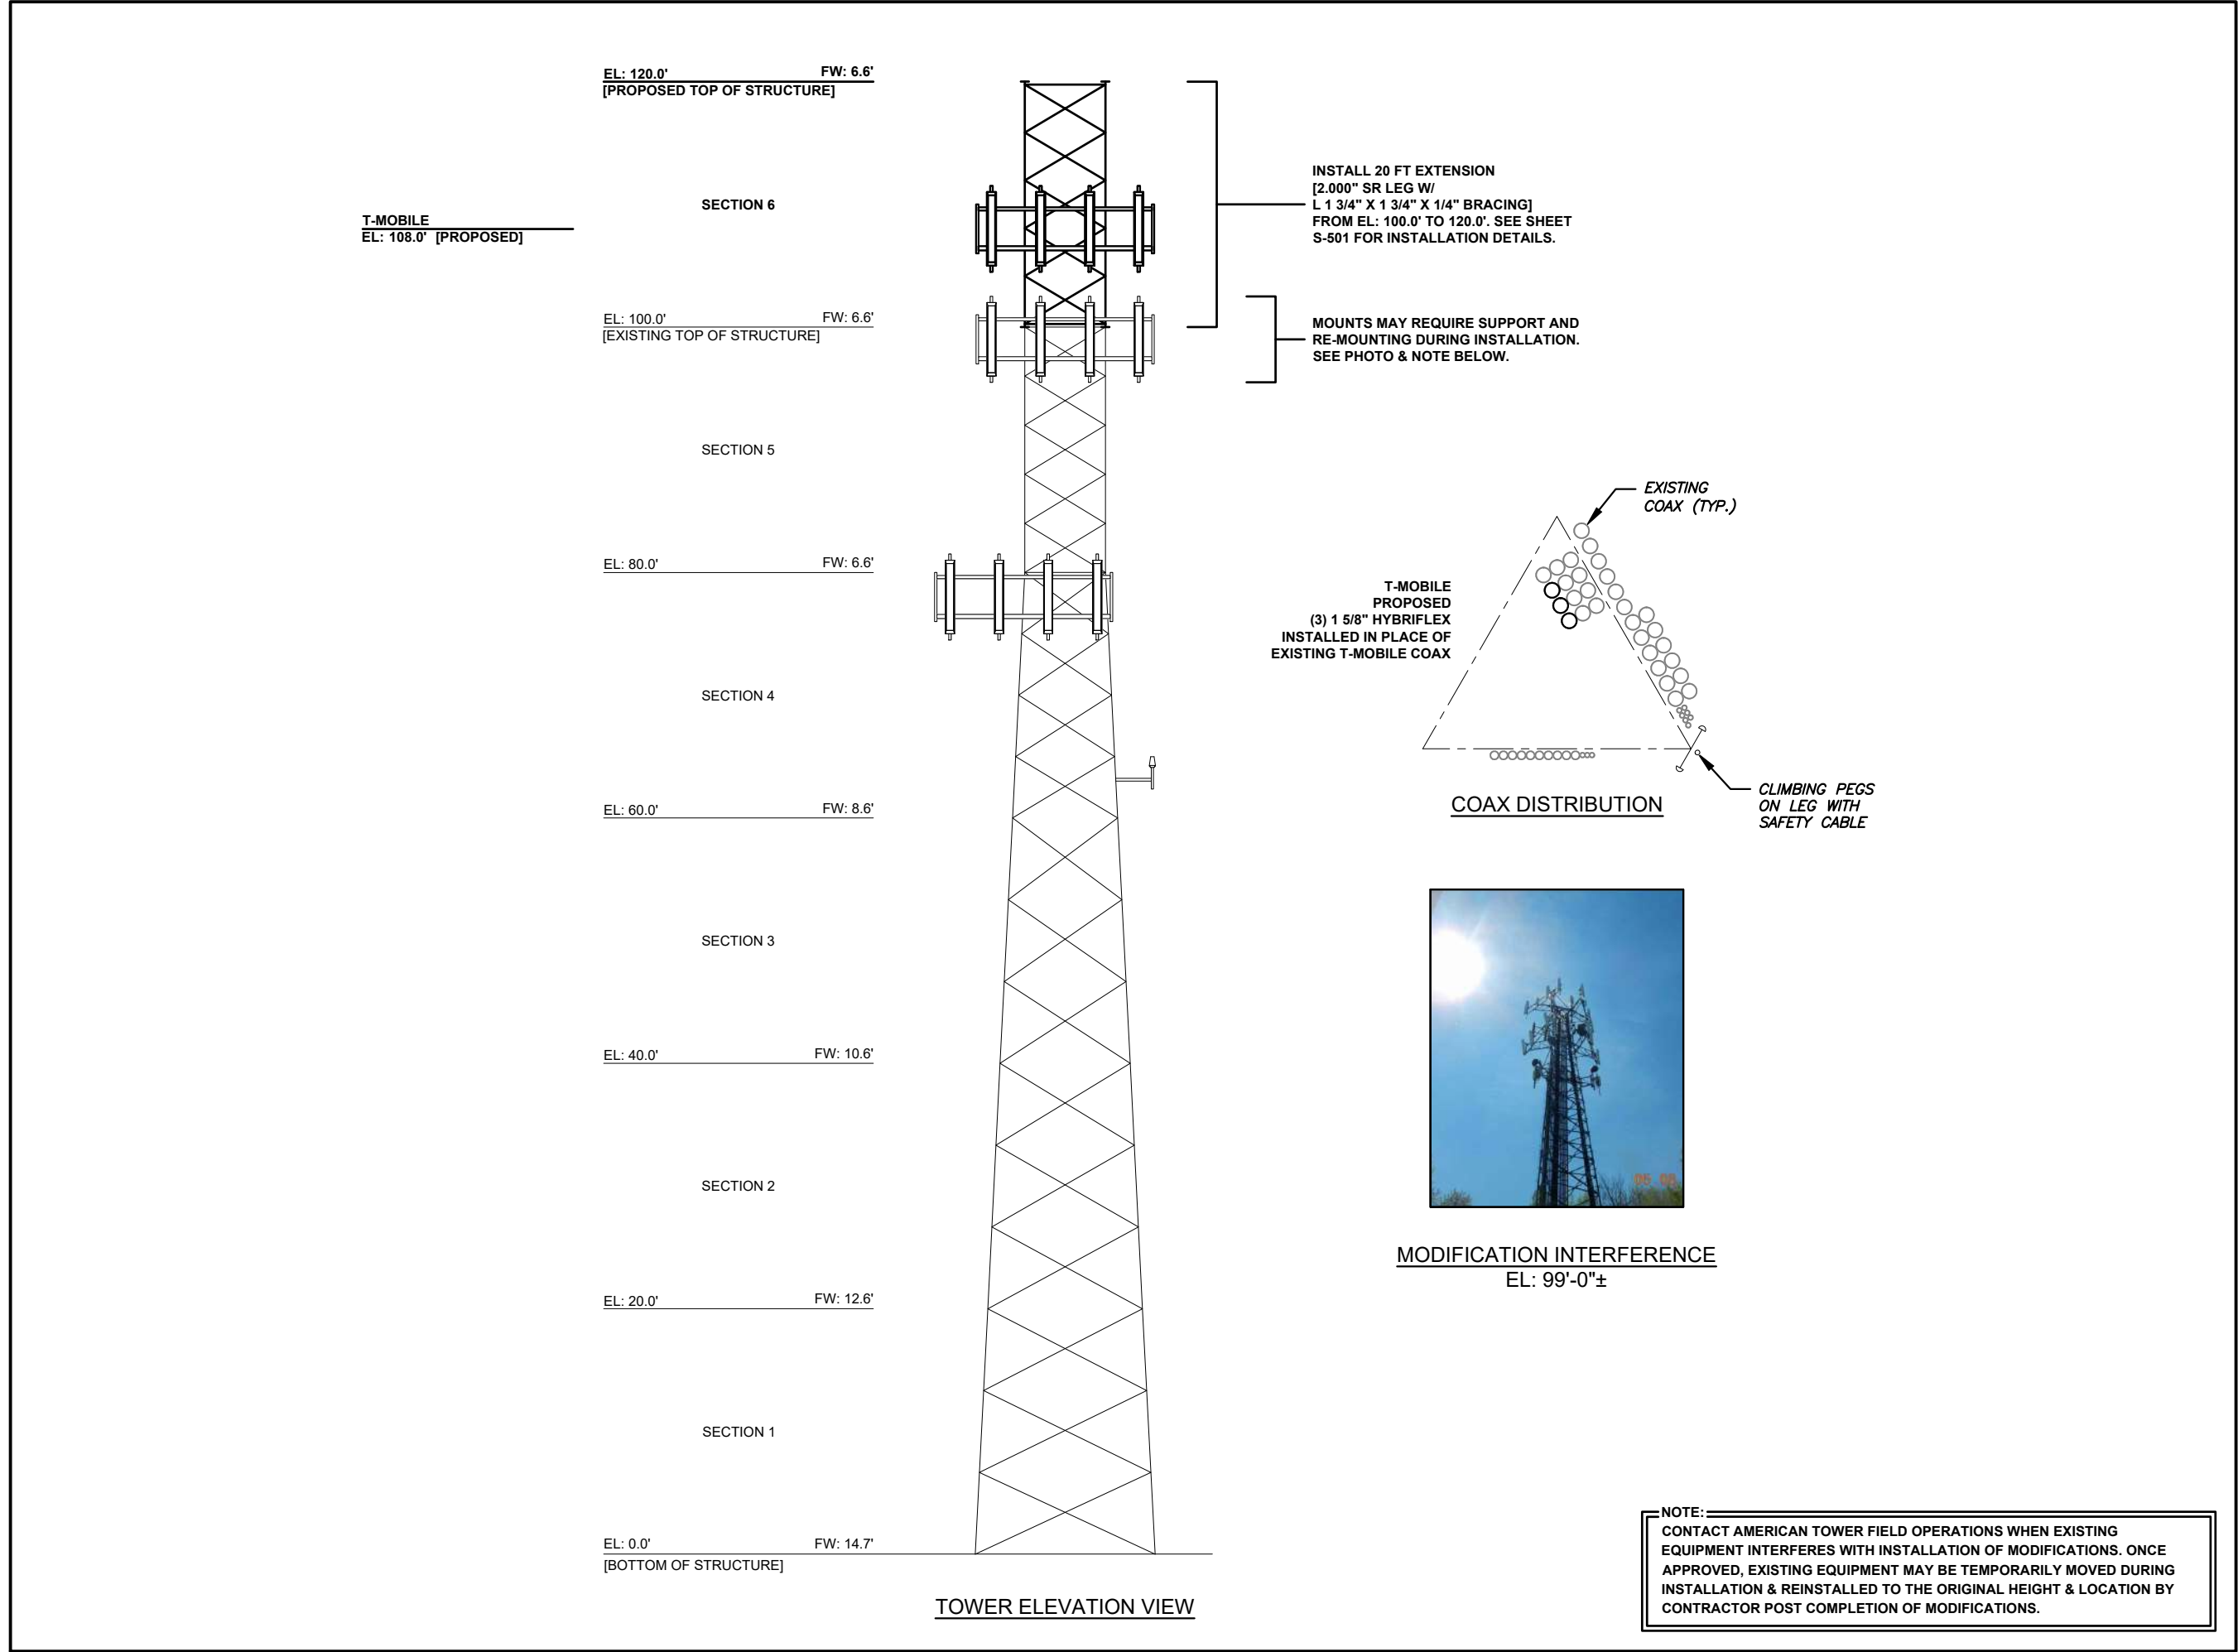 EL: 120.0' FW: 6.6'
[PROPOSED TOP OF STRUCTURE]
SECTION 6
T-MOBILE
EL: 108.0' [PROPOSED]
EL: 100.0' FW: 6.6'
[EXISTING TOP OF STRUCTURE]
SECTION 5
EL: 80.0' FW: 6.6'
SECTION 4
EL: 60.0' FW: 8.6'
SECTION 3
EL: 40.0' FW: 10.6'
SECTION 2
EL: 20.0' FW: 12.6'
SECTION 1
EL: 0.0' FW: 14.7'
[BOTTOM OF STRUCTURE]
TOWER ELEVATION VIEW
INSTALL 20 FT EXTENSION
[2.000" SR LEG W/
L 1 3/4" X 1 3/4" X 1/4" BRACING]
FROM EL: 100.0' TO 120.0'. SEE SHEET
S-501 FOR INSTALLATION DETAILS.
MOUNTS MAY REQUIRE SUPPORT AND
RE-MOUNTING DURING INSTALLATION.
SEE PHOTO & NOTE BELOW.
EXISTING
COAX (TYP.)
T-MOBILE
PROPOSED
(3) 1 5/8" HYBRIFLEX
INSTALLED IN PLACE OF
EXISTING T-MOBILE COAX
CLIMBING PEGS
ON LEG WITH
SAFETY CABLE
COAX DISTRIBUTION
MODIFICATION INTERFERENCE
EL: 99'-0"±
NOTE:
CONTACT AMERICAN TOWER FIELD OPERATIONS WHEN EXISTING
EQUIPMENT INTERFERES WITH INSTALLATION OF MODIFICATIONS. ONCE
APPROVED, EXISTING EQUIPMENT MAY BE TEMPORARILY MOVED DURING
INSTALLATION & REINSTALLED TO THE ORIGINAL HEIGHT & LOCATION BY
CONTRACTOR POST COMPLETION OF MODIFICATIONS.